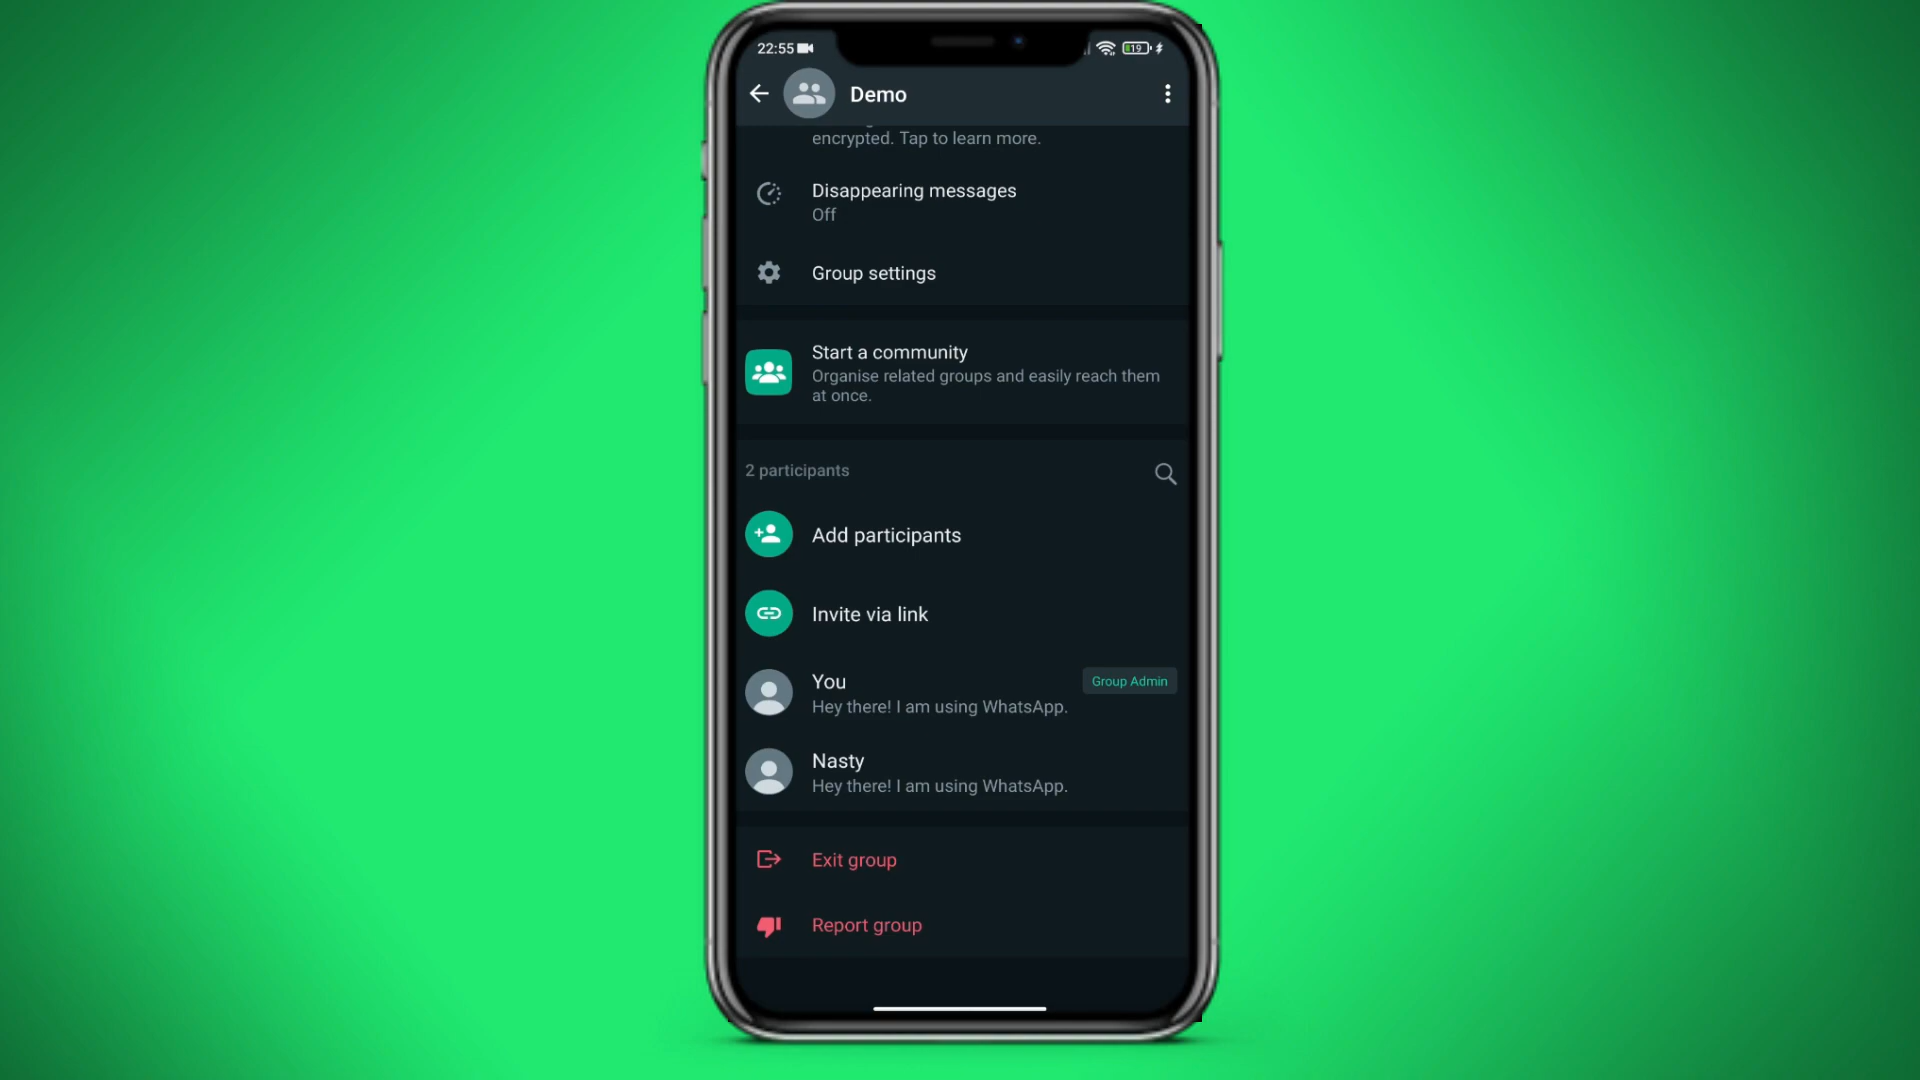 22:55
19
Demo
encrypted. Tap to learn more.
Disappearing messages
Off
Group settings
Start a community
Organise related groups and easily reach them
at once.
2 participants
Add participants
Invite via link
You
Group Admin
Hey there! I am using WhatsApp.
Nasty
Hey there! I am using WhatsApp.
Exit group
Report group